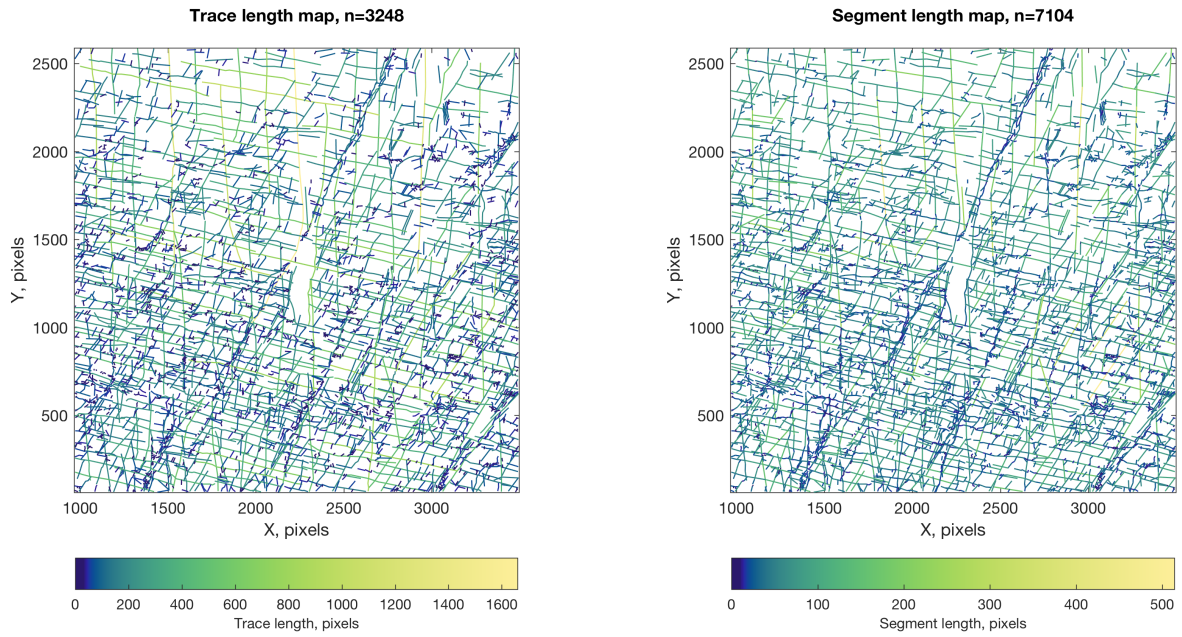 Trace length map, n=3248
Y, pixels
2500
2000
1500
1000
500
1000 1500 2000 2500 3000
X, pixels
0 200 400 600 800 1000 1200 1400 1600
Trace length, pixels
Segment length map, n=7104
Y, pixels
2500
2000
1500
1000
500
1000 1500 2000 2500 3000
X, pixels
0 100 200 300 400 500
Segment length, pixels